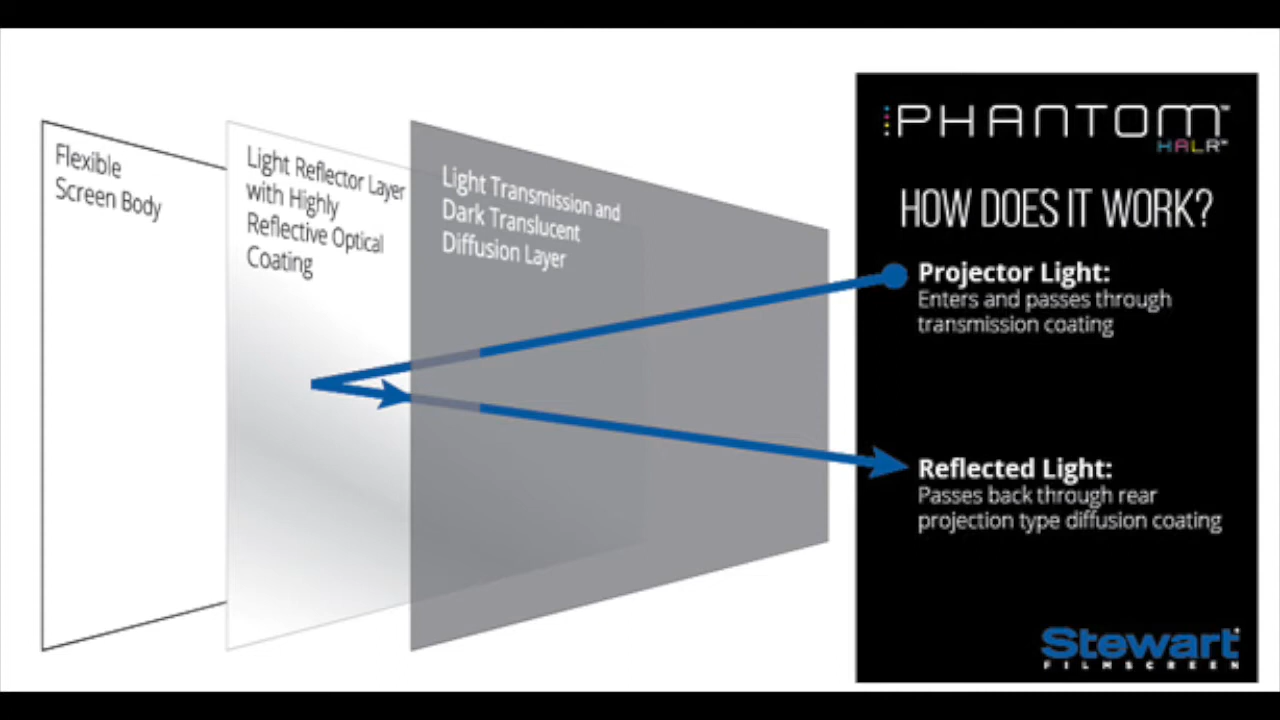 Flexible
Screen Body
Light Reflector Layer
with Highly
Reflective Optical
Coating
Light Transmission and
Dark Translucent
Diffusion Layer
PHANTOM™
HALR™
HOW DOES IT WORK?
Projector Light:
Enters and passes through
transmission coating
Reflected Light:
Passes back through rear
projection type diffusion coating
Stewart
FILMSCREEN